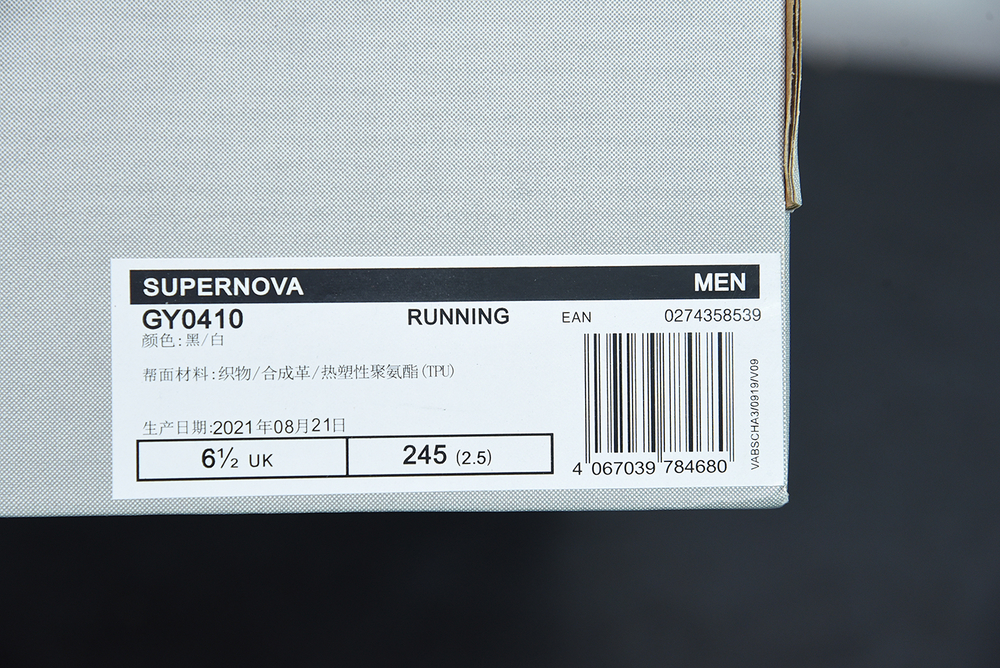 SUPERNOVA MEN
GY0410 RUNNING EAN 0274358539
颜色:黑/白
帮面材料:织物/合成革/热塑性聚氨酯(TPU)
生产日期:2021年08月21日
6½ UK 245 (2.5)
4 067039 784680
VABSCHA3/0919/V09